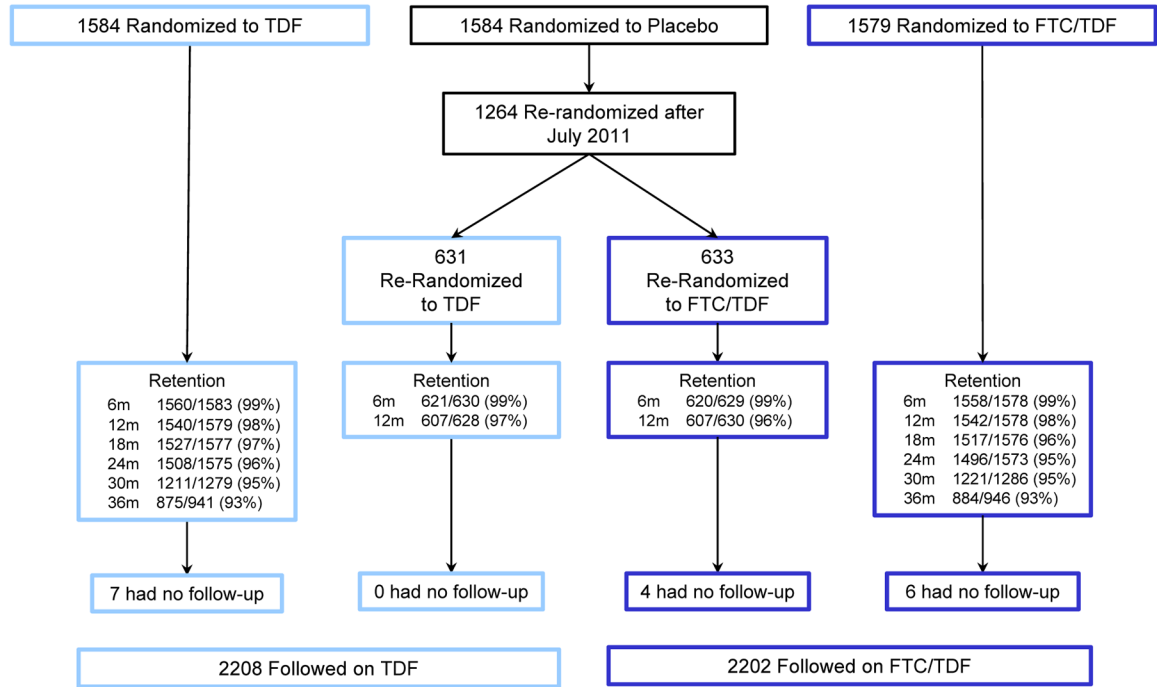 1584 Randomized to TDF
1584 Randomized to Placebo
1579 Randomized to FTC/TDF
1264 Re-randomized after
July 2011
631
Re-Randomized
to TDF
633
Re-Randomized
to FTC/TDF
Retention
6m 1560/1583 (99%)
12m 1540/1579 (98%)
18m 1527/1577 (97%)
24m 1508/1575 (96%)
30m 1211/1279 (95%)
36m 875/941 (93%)
Retention
6m 621/630 (99%)
12m 607/628 (97%)
Retention
6m 620/629 (99%)
12m 607/630 (96%)
Retention
6m 1558/1578 (99%)
12m 1542/1578 (98%)
18m 1517/1576 (96%)
24m 1496/1573 (95%)
30m 1221/1286 (95%)
36m 884/946 (93%)
7 had no follow-up
0 had no follow-up
4 had no follow-up
6 had no follow-up
2208 Followed on TDF
2202 Followed on FTC/TDF